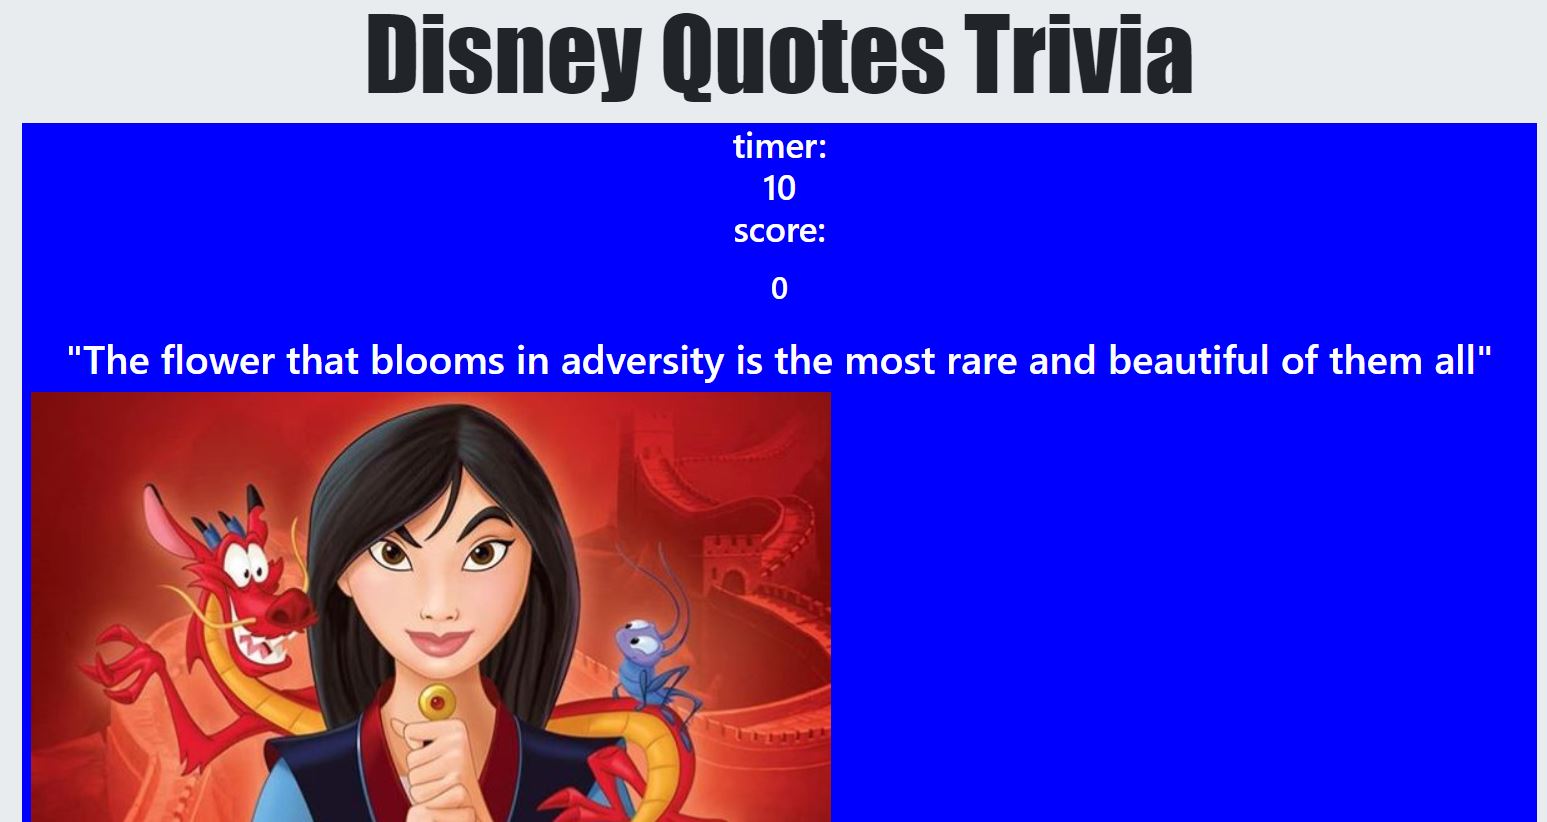 Disney Quotes Trivia
timer:
10
score:
0
"The flower that blooms in adversity is the most rare and beautiful of them all"